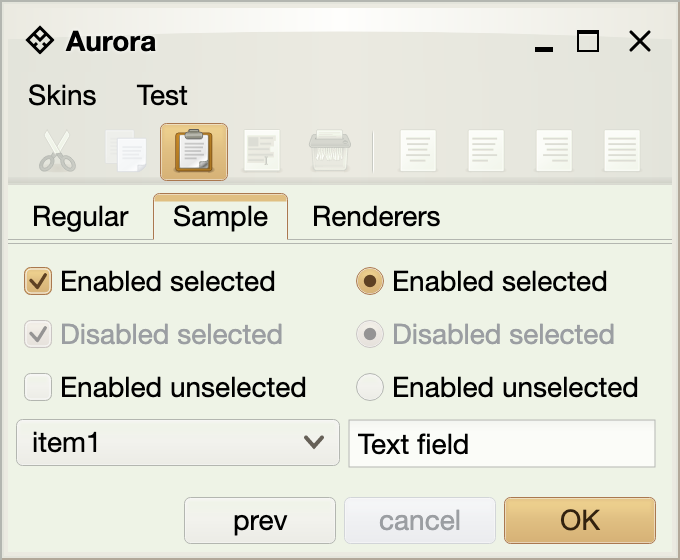 Aurora
Skins Test
Regular Sample Renderers
Enabled selected Enabled selected
Disabled selected Disabled selected
Enabled unselected Enabled unselected
item1 Text field
prev cancel OK